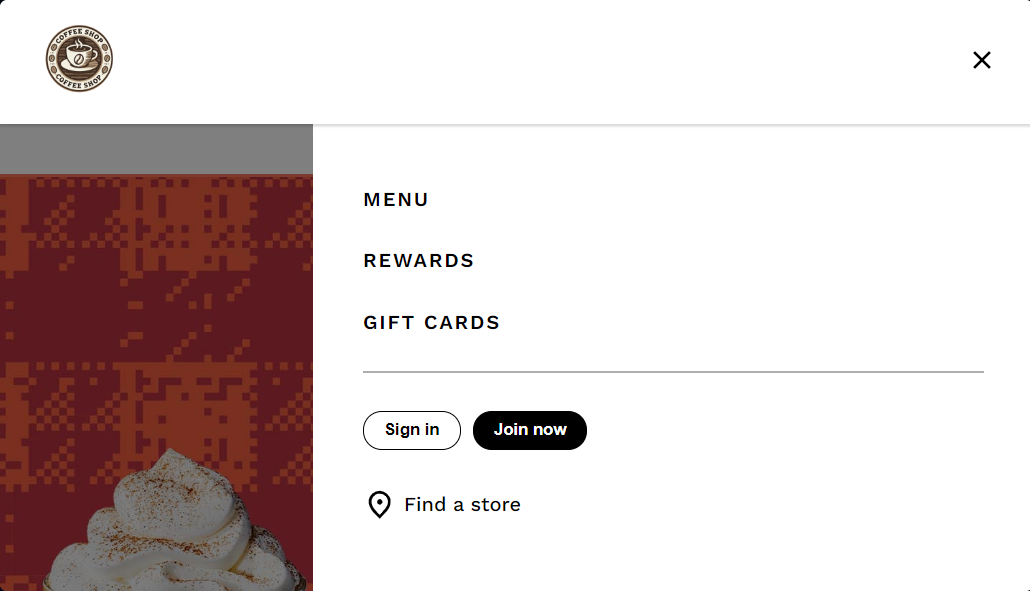 COFFEE SHOP
COFFEE SHOP
MENU
REWARDS
GIFT CARDS
Sign in
Join now
Find a store